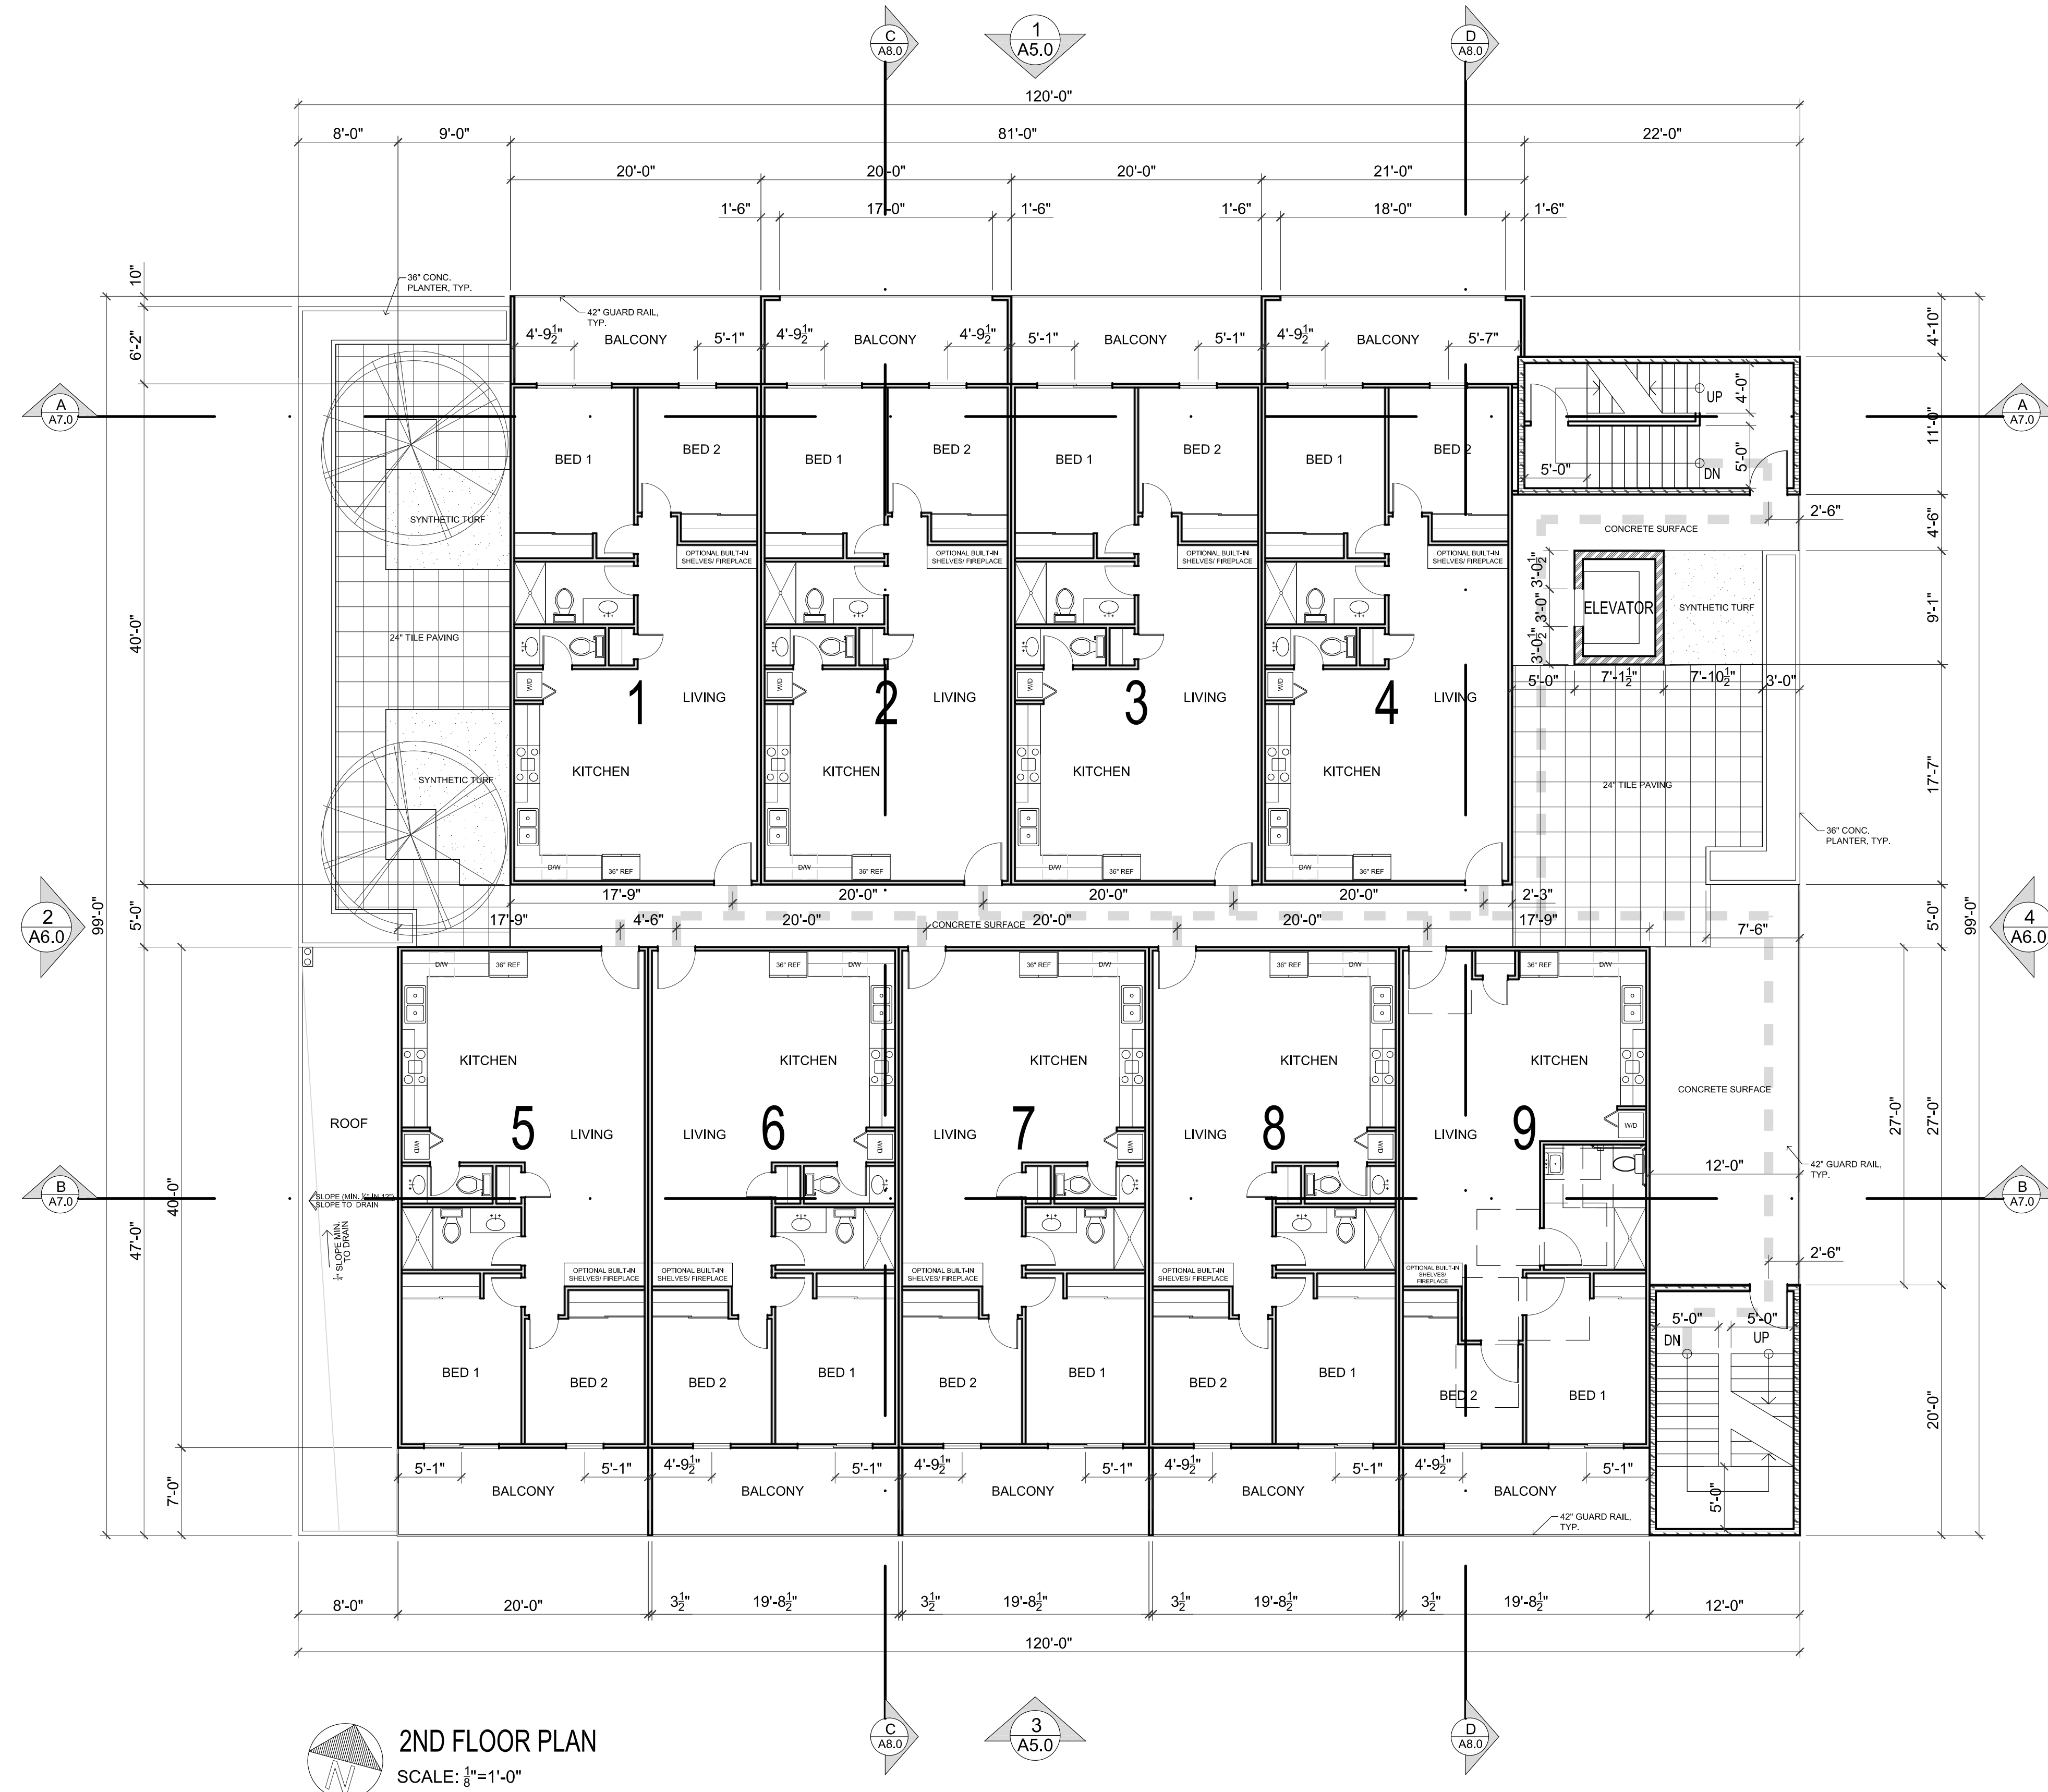 C
A8.0
1
A5.0
D
A8.0
120'-0"
8'-0"
9'-0"
81'-0"
22'-0"
20'-0"
20'-0"
20'-0"
21'-0"
1'-6"
17'-0"
1'-6"
1'-6"
18'-0"
1'-6"
10"
6'-2"
40'-0"
5'-0"
99'-0"
47'-0"
40'-0"
7'-0"
36" CONC.
PLANTER, TYP.
42" GUARD RAIL,
TYP.
4'-9½"
BALCONY
5'-1"
4'-9½"
BALCONY
4'-9½"
5'-1"
BALCONY
5'-1"
4'-9½"
BALCONY
5'-7"
4'-10"
11'-0"
4'-6"
9'-1"
17'-7"
5'-0"
27'-0"
27'-0"
20'-0"
99'-0"
A
A7.0
A
A7.0
BED 1
BED 2
BED 1
BED 2
BED 1
BED 2
BED 1
BED 2
UP
4'-0"
5'-0"
5'-0"
DN
2'-6"
CONCRETE SURFACE
SYNTHETIC TURF
OPTIONAL BUILT-IN
SHELVES/ FIREPLACE
OPTIONAL BUILT-IN
SHELVES/ FIREPLACE
OPTIONAL BUILT-IN
SHELVES/ FIREPLACE
OPTIONAL BUILT-IN
SHELVES/ FIREPLACE
3'-0½"
3'-0"
3'-0½"
ELEVATOR
SYNTHETIC TURF
24" TILE PAVING
W/D
1
LIVING
W/D
2
LIVING
W/D
3
LIVING
W/D
4
LIVING
5'-0"
7'-1½"
7'-10½"
3'-0"
SYNTHETIC TURF
KITCHEN
KITCHEN
KITCHEN
KITCHEN
24" TILE PAVING
36" CONC.
PLANTER, TYP.
D/W
36" REF
D/W
36" REF
D/W
36" REF
D/W
36" REF
2
A6.0
4
A6.0
17'-9"
20'-0"
20'-0"
20'-0"
2'-3"
17'-9"
4'-6"
20'-0"
CONCRETE SURFACE
20'-0"
20'-0"
17'-9"
7'-6"
D/W
36" REF
36" REF
D/W
36" REF
D/W
36" REF
D/W
36" REF
D/W
KITCHEN
KITCHEN
KITCHEN
KITCHEN
KITCHEN
CONCRETE SURFACE
ROOF
5
LIVING
LIVING
6
LIVING
7
LIVING
8
LIVING
9
W/D
W/D
W/D
W/D
W/D
12'-0"
42" GUARD RAIL,
TYP.
B
A7.0
B
A7.0
SLOPE TO DRAIN
SLOPE MIN.
TO DRAIN
OPTIONAL BUILT-IN
SHELVES/ FIREPLACE
OPTIONAL BUILT-IN
SHELVES/ FIREPLACE
OPTIONAL BUILT-IN
SHELVES/ FIREPLACE
OPTIONAL BUILT-IN
SHELVES/ FIREPLACE
OPTIONAL BUILT-IN
SHELVES/
FIREPLACE
2'-6"
5'-0"
5'-0"
DN
UP
5'-0"
BED 1
BED 2
BED 2
BED 1
BED 2
BED 1
BED 2
BED 1
BED 2
BED 1
5'-1"
5'-1"
4'-9½"
5'-1"
4'-9½"
5'-1"
4'-9½"
5'-1"
4'-9½"
5'-1"
BALCONY
BALCONY
BALCONY
BALCONY
BALCONY
42" GUARD RAIL,
TYP.
8'-0"
20'-0"
3½"
19'-8½"
3½"
19'-8½"
3½"
19'-8½"
3½"
19'-8½"
12'-0"
120'-0"
C
A8.0
3
A5.0
D
A8.0
N
2ND FLOOR PLAN
SCALE: ⅛"=1'-0"